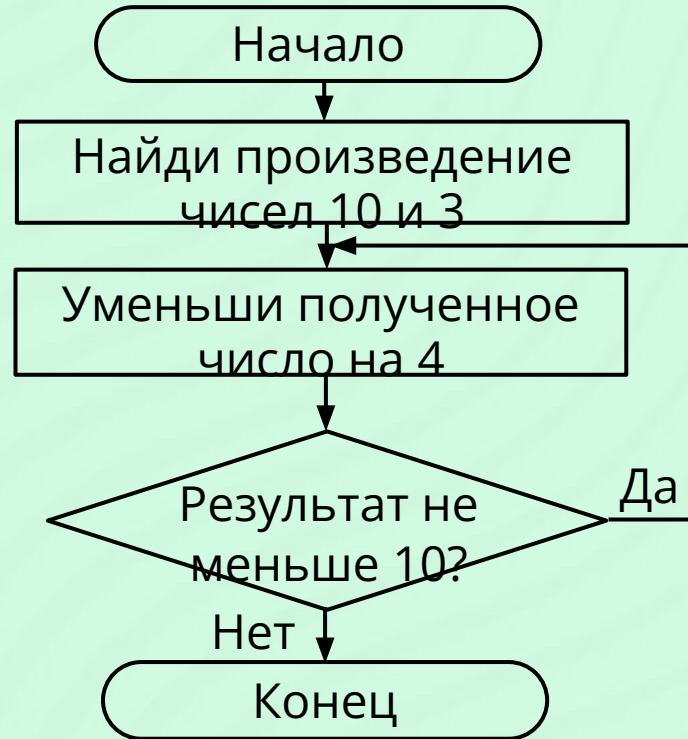 Начало
Найди произведение
чисел 10 и 3
Уменьши полученное
число на 4
Результат не
меньше 10?
Да
Нет
Конец